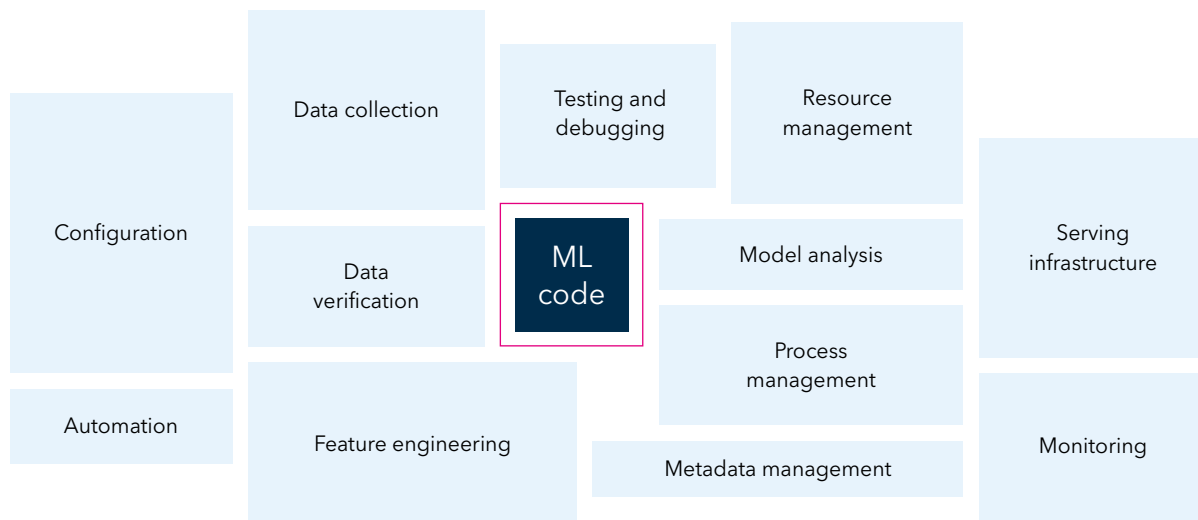 Configuration
Automation
Data collection
Data
verification
Feature engineering
Testing and
debugging
ML
code
Resource
management
Model analysis
Process
management
Metadata management
Serving
infrastructure
Monitoring